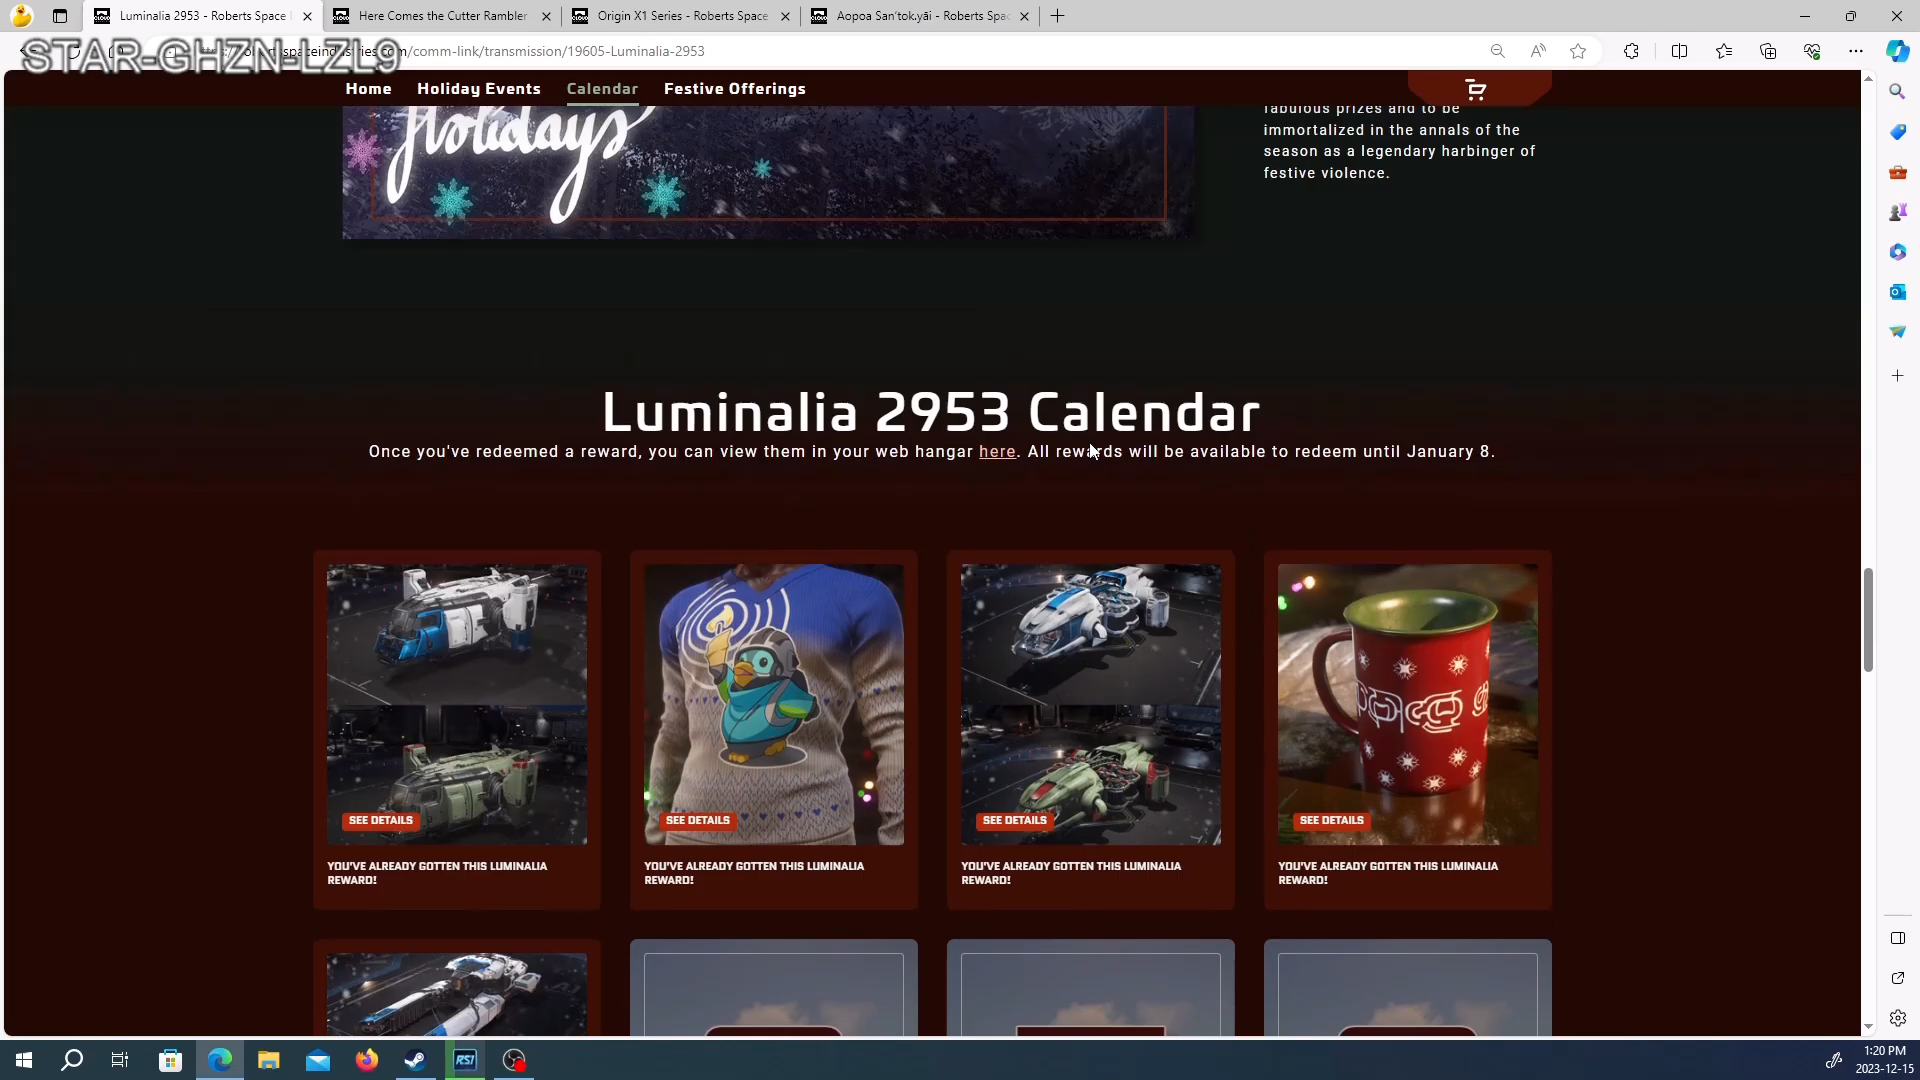 Luminalia 2953 - Roberts Space
Here Comes the Cutter Rambler
Origin X1 Series - Roberts Space
Aopoa San'tok.yāi - Roberts Spac
STAR-GHZN-LZL9
robertsspaceindustries.com/comm-link/transmission/19605-Luminalia-2953
Home
Holiday Events
Calendar
Festive Offerings
fabulous prizes and to be
immortalized in the annals of the
season as a legendary harbinger of
festive violence.
Holidays
Luminalia 2953 Calendar
Once you've redeemed a reward, you can view them in your web hangar here. All rewards will be available to redeem until January 8.
SEE DETAILS
SEE DETAILS
SEE DETAILS
SEE DETAILS
YOU'VE ALREADY GOTTEN THIS LUMINALIA
REWARD!
YOU'VE ALREADY GOTTEN THIS LUMINALIA
REWARD!
YOU'VE ALREADY GOTTEN THIS LUMINALIA
REWARD!
YOU'VE ALREADY GOTTEN THIS LUMINALIA
REWARD!
RSI
1:20 PM
2023-12-15